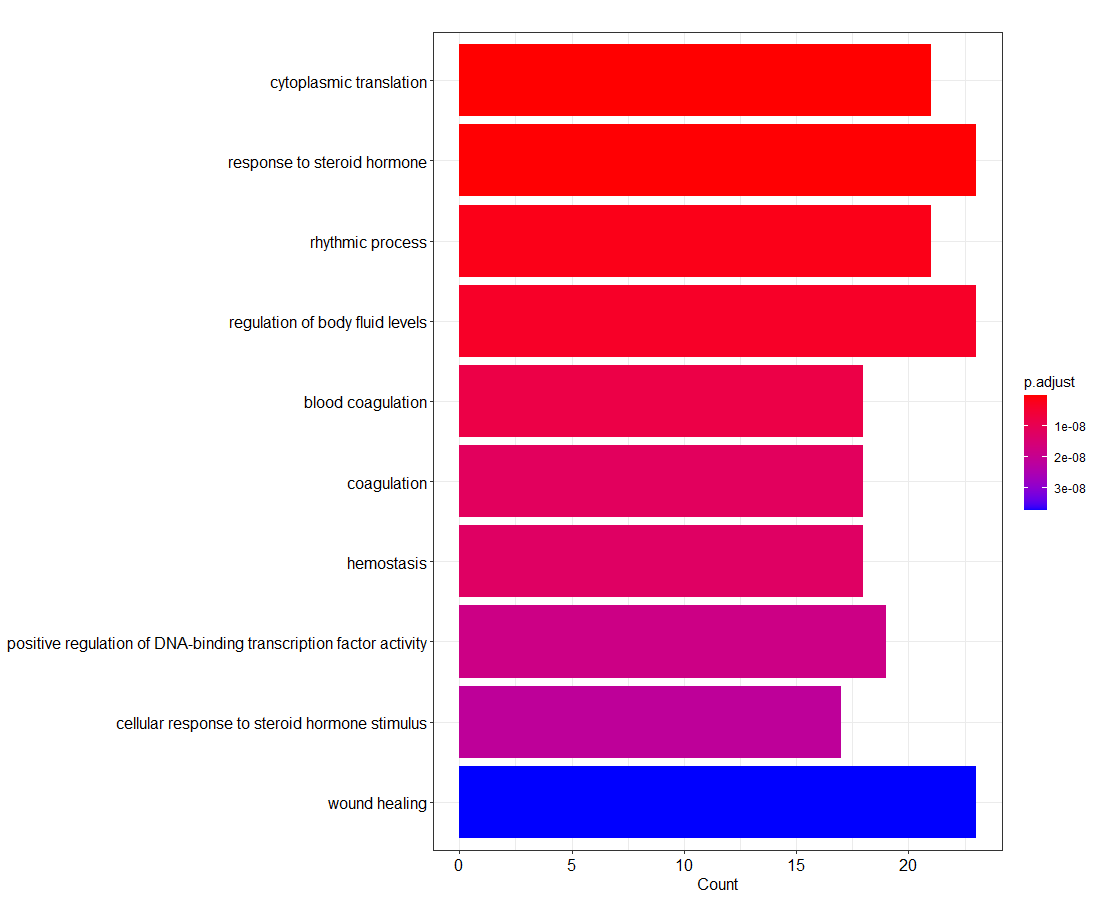 cytoplasmic translation
response to steroid hormone
rhythmic process
regulation of body fluid levels
blood coagulation
coagulation
hemostasis
positive regulation of DNA-binding transcription factor activity
cellular response to steroid hormone stimulus
wound healing
0 5 10 15 20
Count
p.adjust
1e-08
2e-08
3e-08